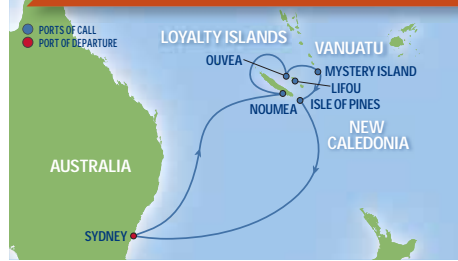 PORTS OF CALL
PORT OF DEPARTURE
LOYALTY ISLANDS
VANUATU
OUVEA
MYSTERY ISLAND
LIFOU
ISLE OF PINES
NOUMEA
NEW
CALEDONIA
AUSTRALIA
SYDNEY